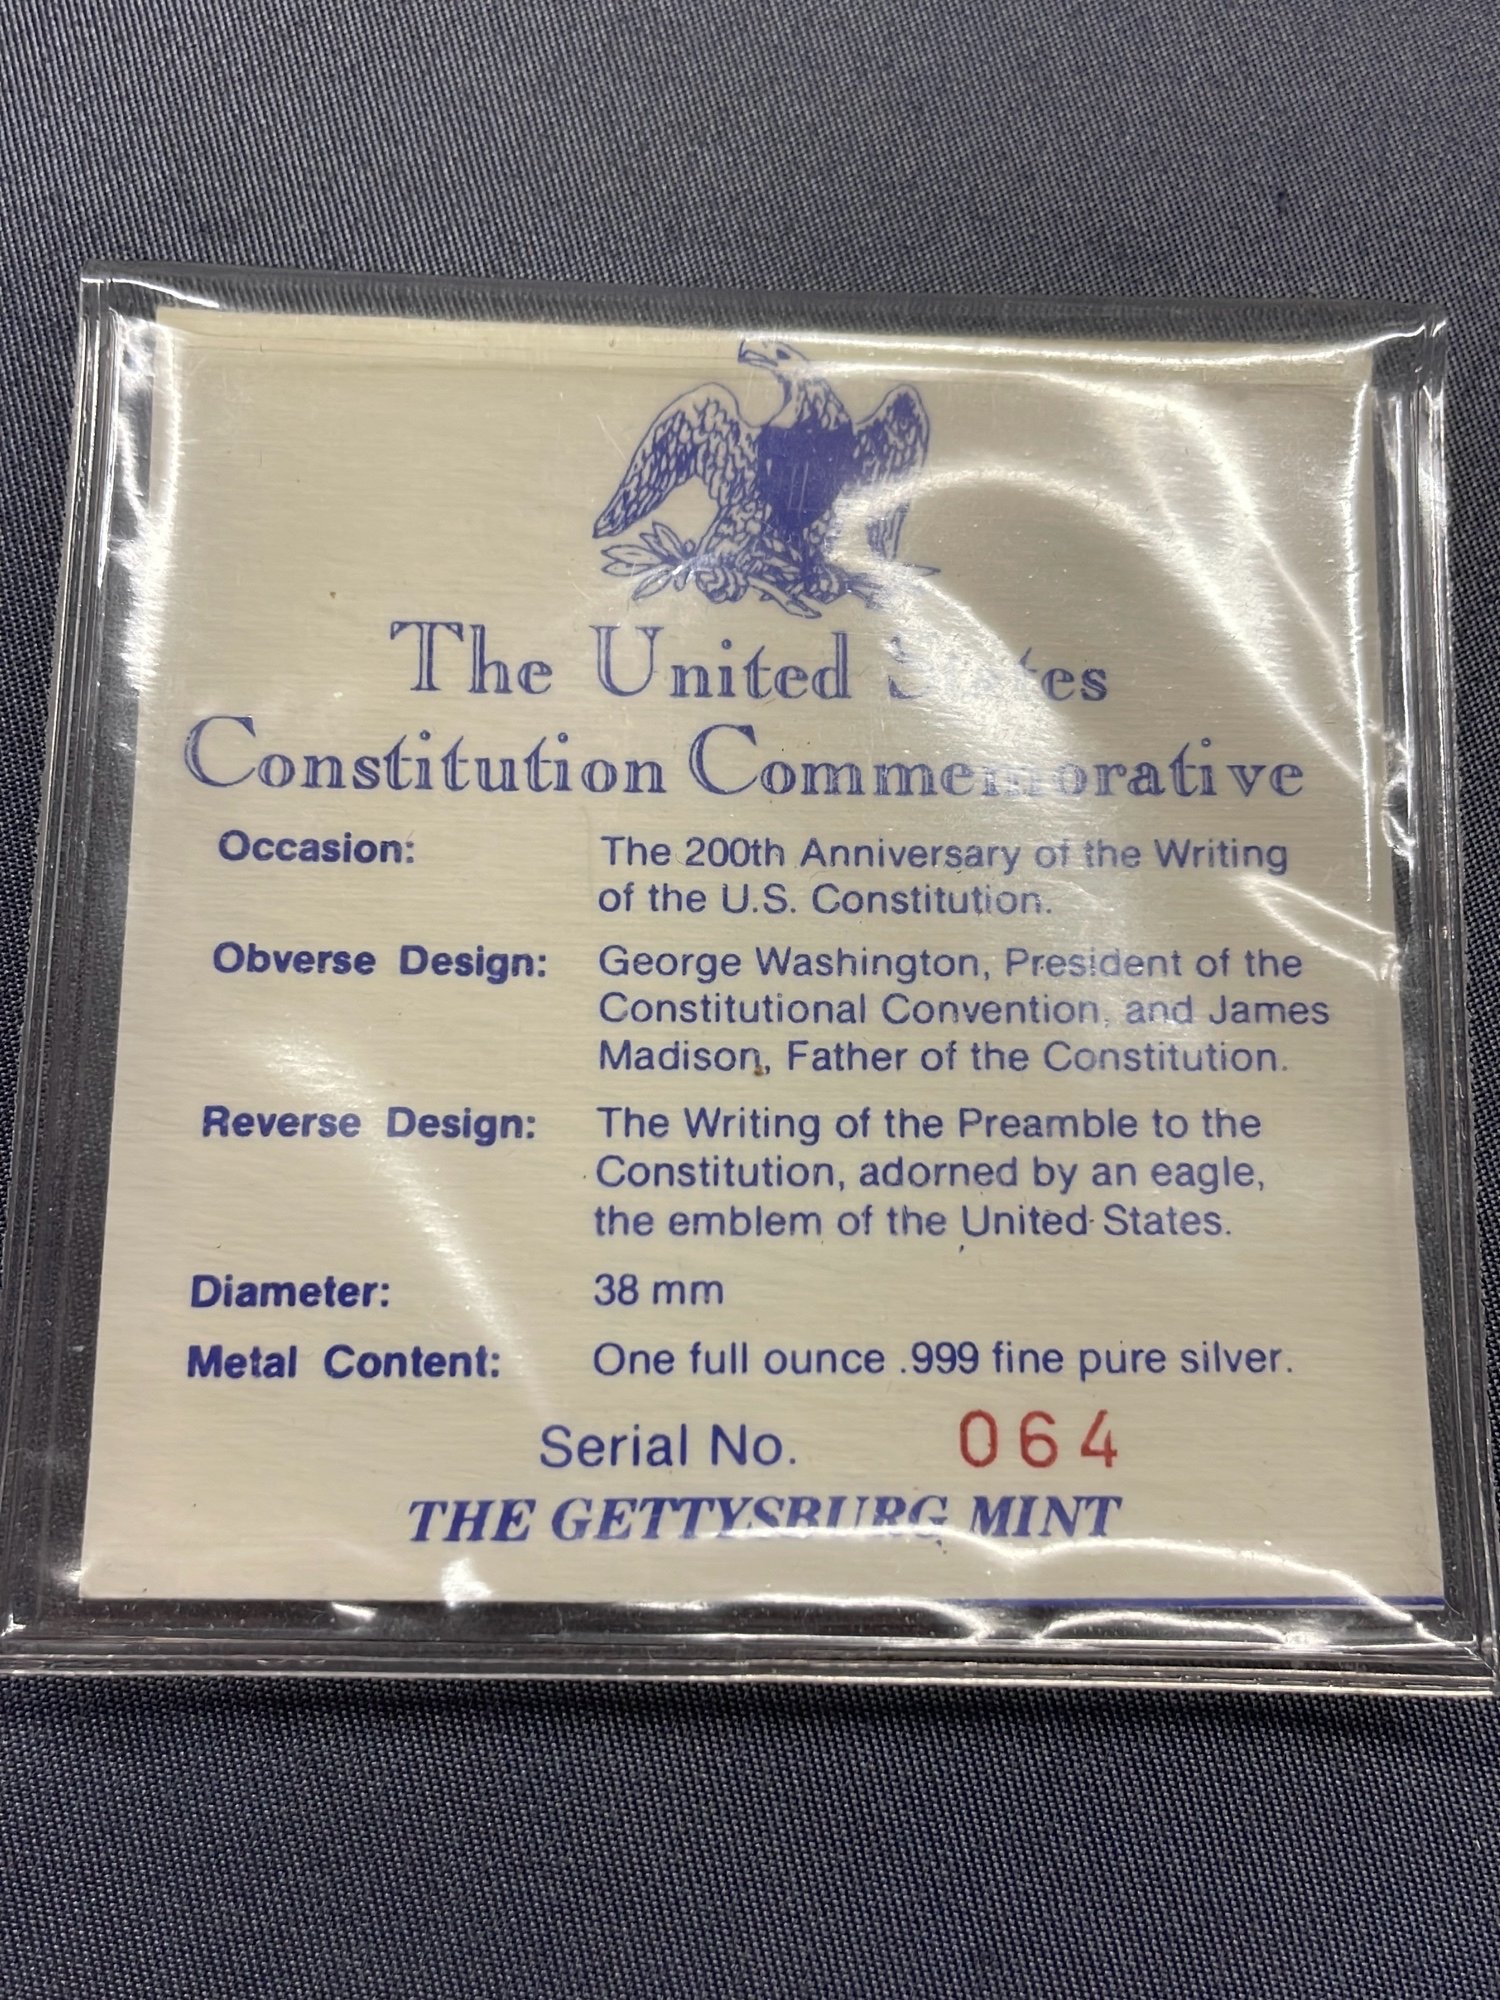 The United States
Constitution Commemorative
Occasion: The 200th Anniversary of the Writing
of the U.S. Constitution.
Obverse Design: George Washington, President of the
Constitutional Convention, and James
Madison, Father of the Constitution.
Reverse Design: The Writing of the Preamble to the
Constitution, adorned by an eagle,
the emblem of the United States.
Diameter: 38 mm
Metal Content: One full ounce .999 fine pure silver.
Serial No. 064
THE GETTYSBURG MINT